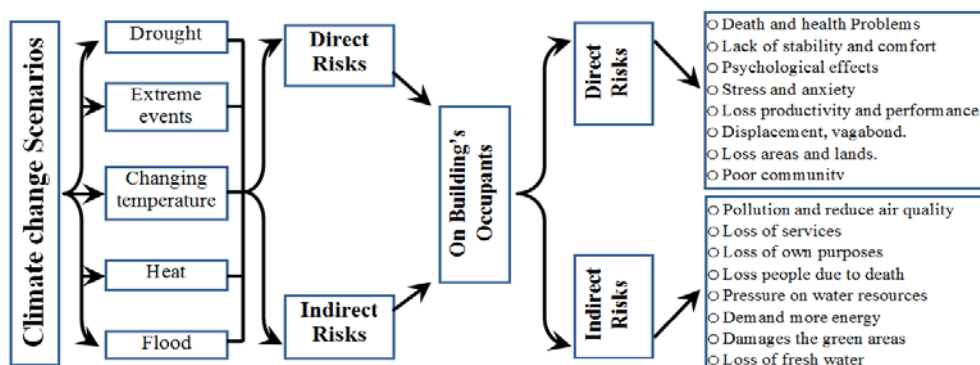 Climate change Scenarios
Drought
Extreme
events
Changing
temperature
Heat
Flood
Direct
Risks
Indirect
Risks
On Building's
Occupants
Direct
Risks
Indirect
Risks
○ Death and health Problems
○ Lack of stability and comfort
○ Psychological effects
○ Stress and anxiety
○ Loss productivity and performance
○ Displacement, vagabond.
○ Loss areas and lands.
○ Poor community
○ Pollution and reduce air quality
○ Loss of services
○ Loss of own purposes
○ Loss people due to death
○ Pressure on water resources
○ Demand more energy
○ Damages the green areas
○ Loss of fresh water